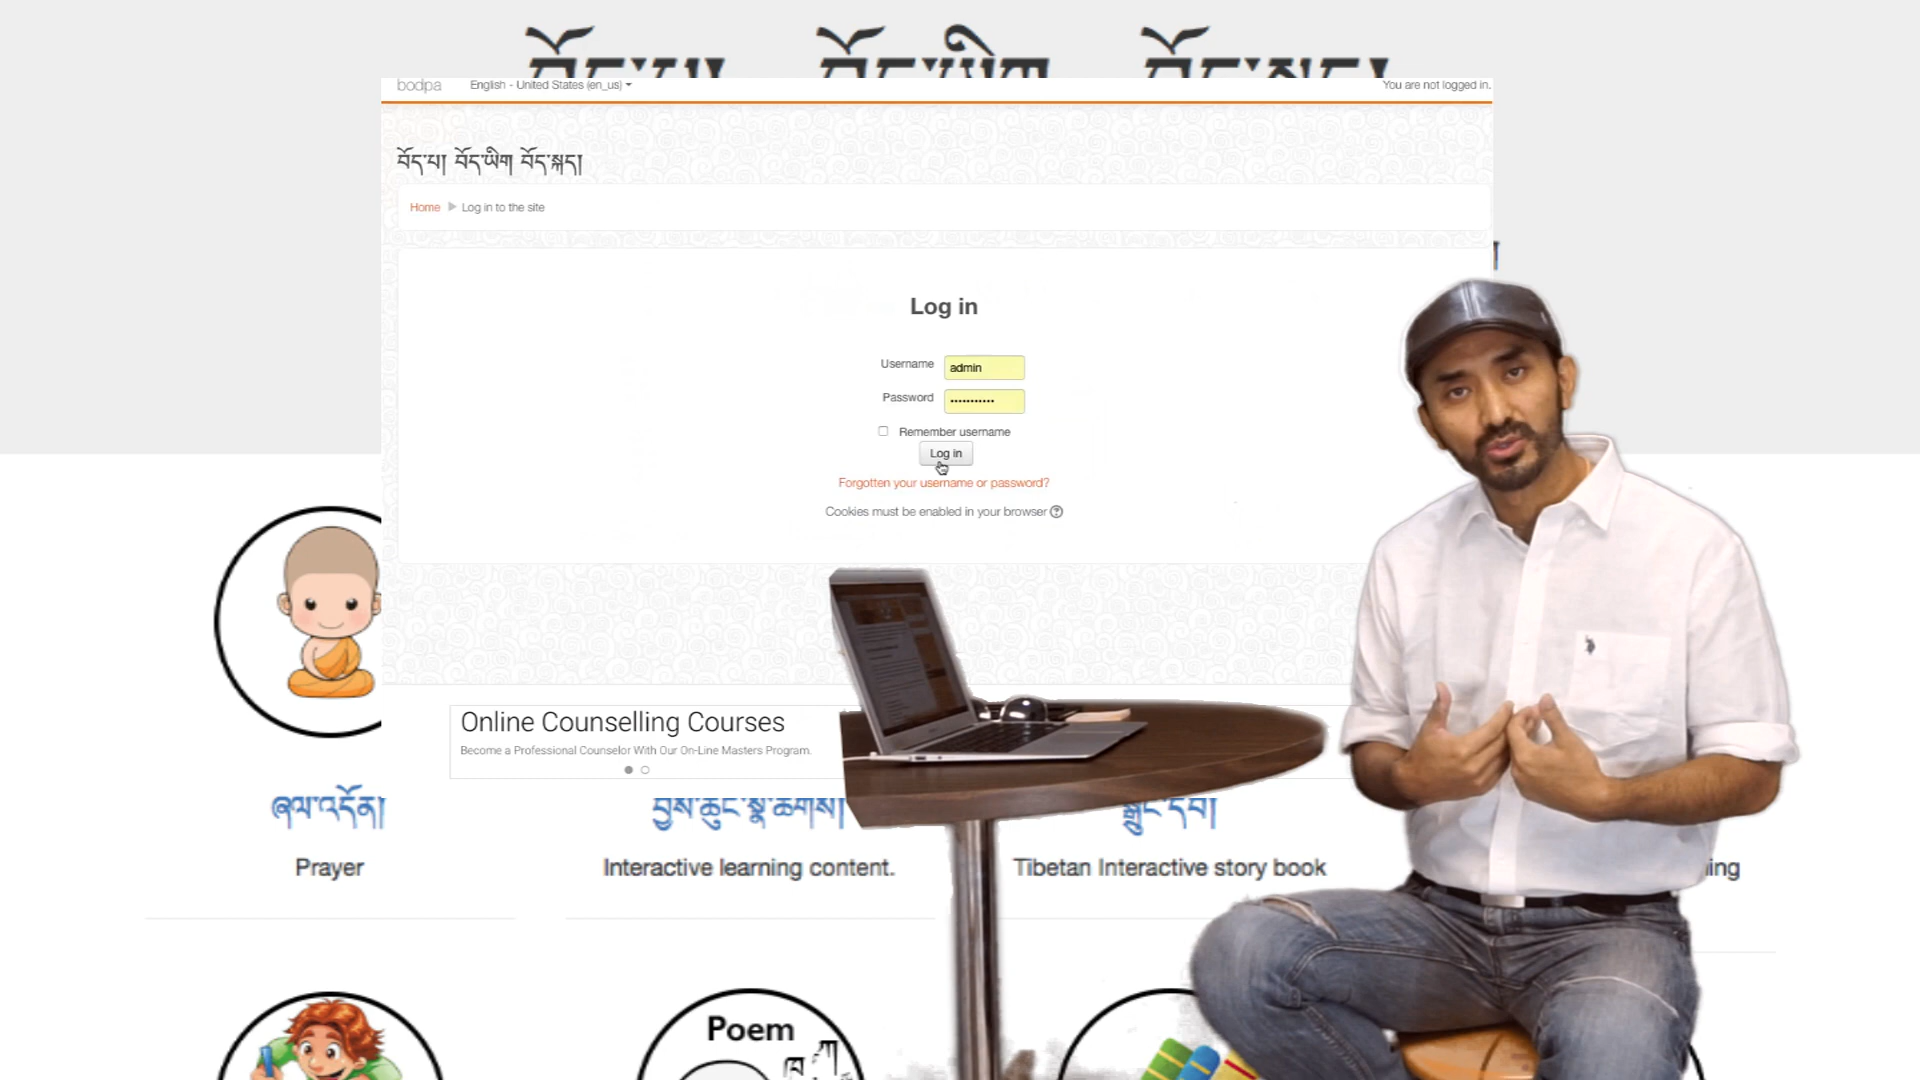 བོད་པ། བོད་ཡིག བོད་སྐད།
bodpa English - United States (en_us) You are not logged in.
བོད་པ། བོད་ཡིག བོད་སྐད།
Home Log in to the site
Log in
Username admin
Password •••••••••••
Remember username
Log in
Forgotten your username or password?
Cookies must be enabled in your browser
Online Counselling Courses
Become a Professional Counselor With Our On-Line Masters Program.
ཞལ་འདོན།
Prayer
Interactive learning content.
Tibetan Interactive story book
ing
Poem